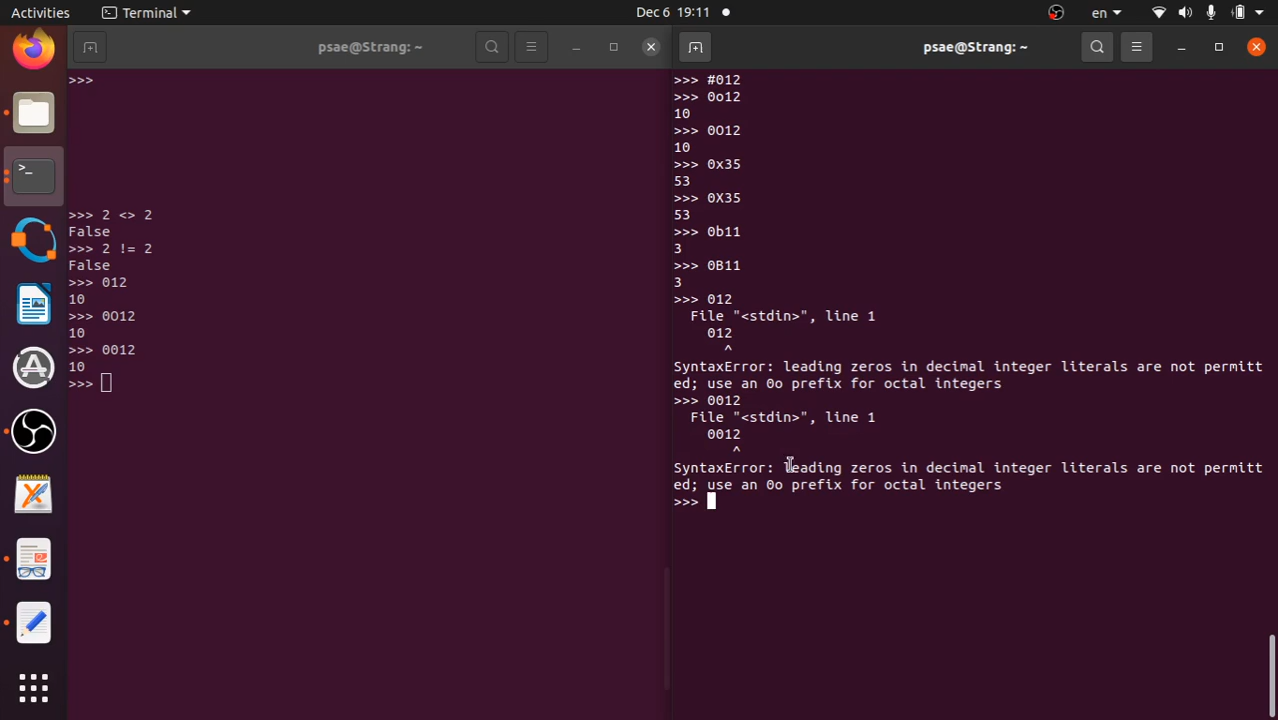 Activities
Terminal
Dec 6 19:11
en
psae@Strang: ~
>>>
>>> 2 <> 2
False
>>> 2 != 2
False
>>> 012
10
>>> 0O12
10
>>> 0012
10
>>>
psae@Strang: ~
>>> #012
>>> 0o12
10
>>> 0O12
10
>>> 0x35
53
>>> 0X35
53
>>> 0b11
3
>>> 0B11
3
>>> 012
  File "<stdin>", line 1
    012
      ^
SyntaxError: leading zeros in decimal integer literals are not permitt
ed; use an 0o prefix for octal integers
>>> 0012
  File "<stdin>", line 1
    0012
       ^
SyntaxError: leading zeros in decimal integer literals are not permitt
ed; use an 0o prefix for octal integers
>>>